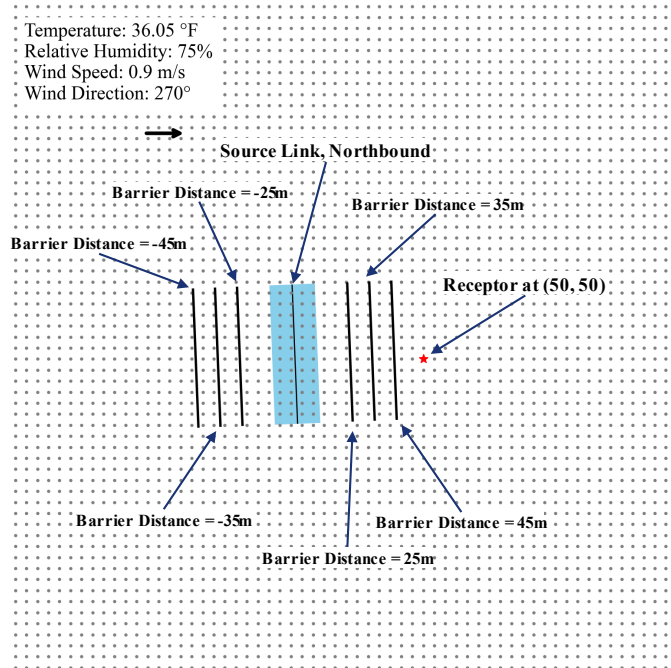 Temperature: 36.05 °F
Relative Humidity: 75%
Wind Speed: 0.9 m/s
Wind Direction: 270°
Source Link, Northbound
Barrier Distance = -25m
Barrier Distance = 35m
Barrier Distance = -45m
Receptor at (50, 50)
Barrier Distance = -35m
Barrier Distance = 45m
Barrier Distance = 25m